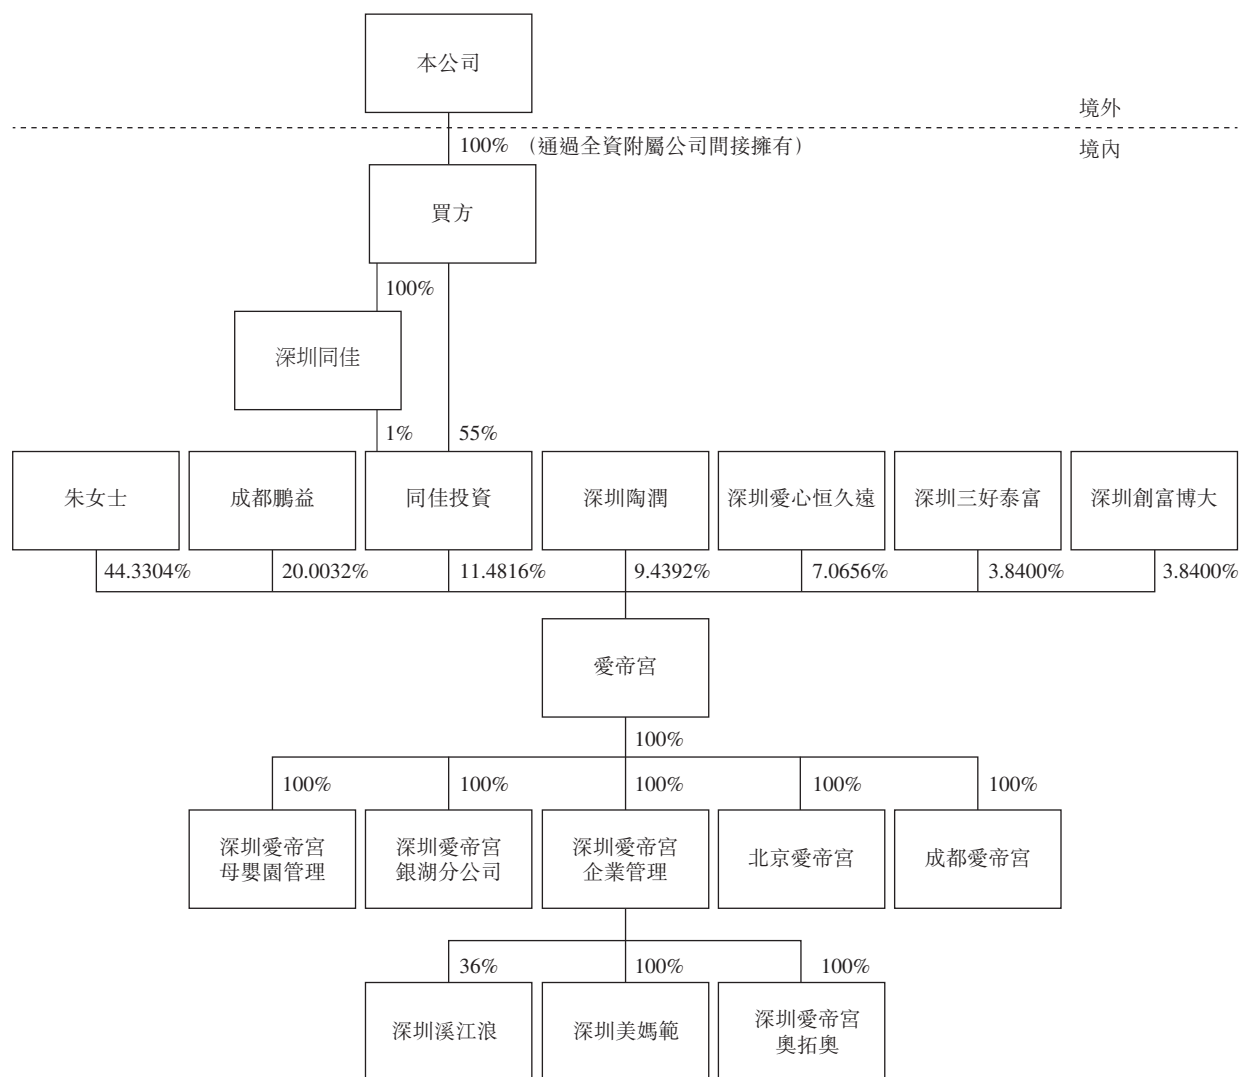 本公司
境外
100% （通過全資附屬公司間接擁有）
境內
買方
100%
深圳同佳
1%
55%
朱女士
成都鵬益
同佳投資
深圳陶潤
深圳愛心恒久遠
深圳三好泰富
深圳創富博大
44.3304%
20.0032%
11.4816%
9.4392%
7.0656%
3.8400%
3.8400%
愛帝宮
100%
100%
100%
100%
100%
100%
深圳愛帝宮
母嬰園管理
深圳愛帝宮
銀湖分公司
深圳愛帝宮
企業管理
北京愛帝宮
成都愛帝宮
36%
100%
100%
深圳溪江浪
深圳美媽範
深圳愛帝宮
奧拓奧